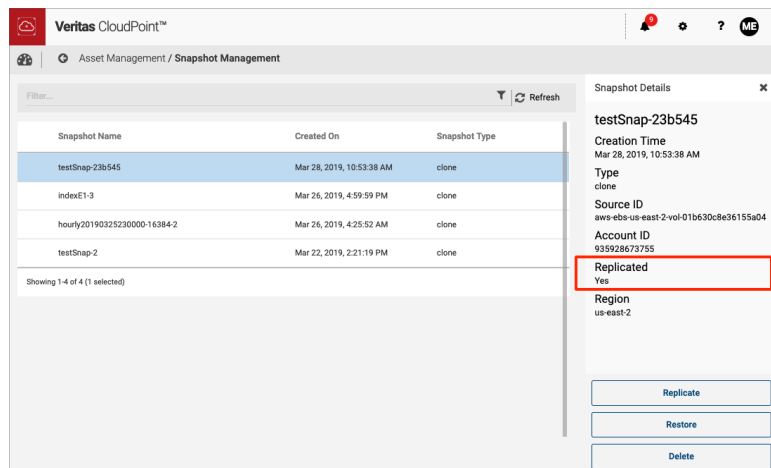 Veritas CloudPoint™
9
?
ME
Asset Management / Snapshot Management
Filter...
Refresh
Snapshot Name Created On Snapshot Type
testSnap-23b545 Mar 28, 2019, 10:53:38 AM clone
indexE1-3 Mar 26, 2019, 4:59:59 PM clone
hourly20190325230000-16384-2 Mar 26, 2019, 4:25:52 AM clone
testSnap-2 Mar 22, 2019, 2:21:19 PM clone
Showing 1-4 of 4 (1 selected)
Snapshot Details
testSnap-23b545
Creation Time
Mar 28, 2019, 10:53:38 AM
Type
clone
Source ID
aws-ebs-us-east-2-vol-01b630c8e36155a04
Account ID
935928673755
Replicated
Yes
Region
us-east-2
Replicate
Restore
Delete